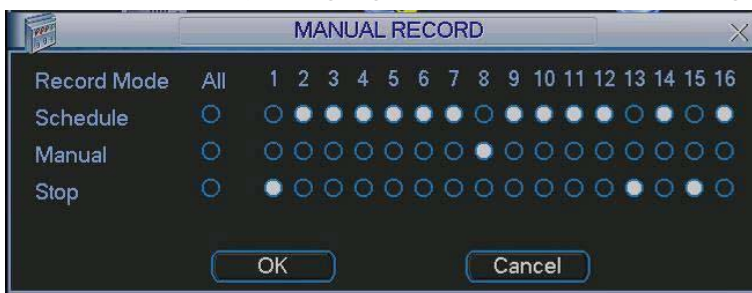 MANUAL RECORD
Record Mode All 1 2 3 4 5 6 7 8 9 10 11 12 13 14 15 16
Schedule
Manual
Stop
OK Cancel